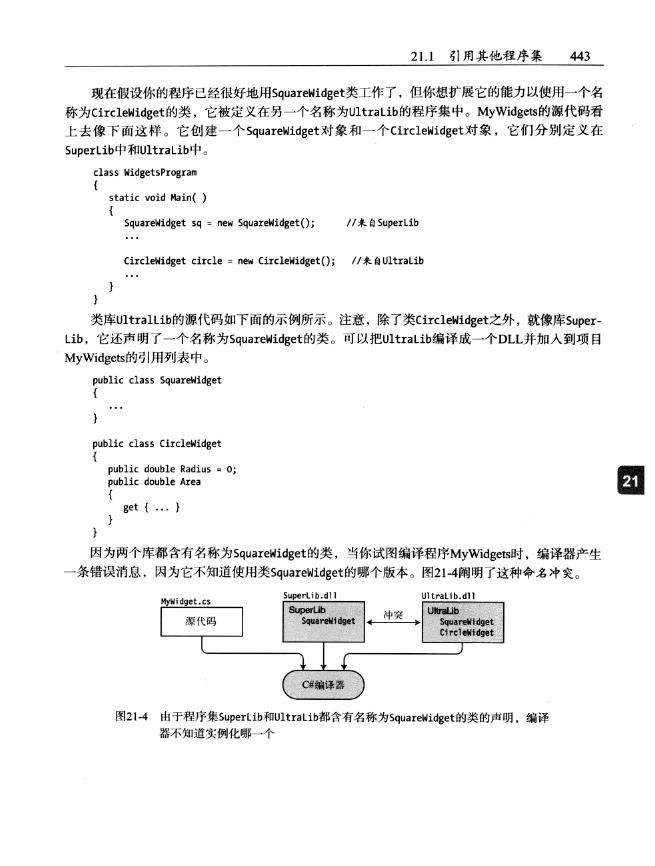 21.1 引用其他程序集 443
现在假设你的程序已经很好地用SquareWidget类工作了，但你想扩展它的能力以使用一个名
称为CircleWidget的类，它被定义在另一个名称为UltraLib的程序集中。MyWidgets的源代码看
上去像下面这样。它创建一个SquareWidget对象和一个CircleWidget对象，它们分别定义在
SuperLib中和UltraLib中。
class WidgetsProgram
{
static void Main( )
{
SquareWidget sq = new SquareWidget(); //来自SuperLib
...
CircleWidget circle = new CircleWidget(); //来自UltraLib
...
}
}
类库UltralLib的源代码如下面的示例所示。注意，除了类CircleWidget之外，就像库Super-
Lib，它还声明了一个名称为SquareWidget的类。可以把UltraLib编译成一个DLL并加入到项目
MyWidgets的引用列表中。
public class SquareWidget
{
...
}
public class CircleWidget
{
public double Radius = 0;
public double Area
{
get { ... }
}
}
21
因为两个库都含有名称为SquareWidget的类，当你试图编译程序MyWidgets时，编译器产生
一条错误消息，因为它不知道使用类SquareWidget的哪个版本。图21-4阐明了这种命名冲突。
MyWidget.cs SuperLib.dll UltraLib.dll
源代码
SuperLib
SquareWidget
冲突
UltraLib
SquareWidget
CircleWidget
C#编译器
图21-4 由于程序集SuperLib和UltraLib都含有名称为SquareWidget的类的声明，编译
器不知道实例化哪一个